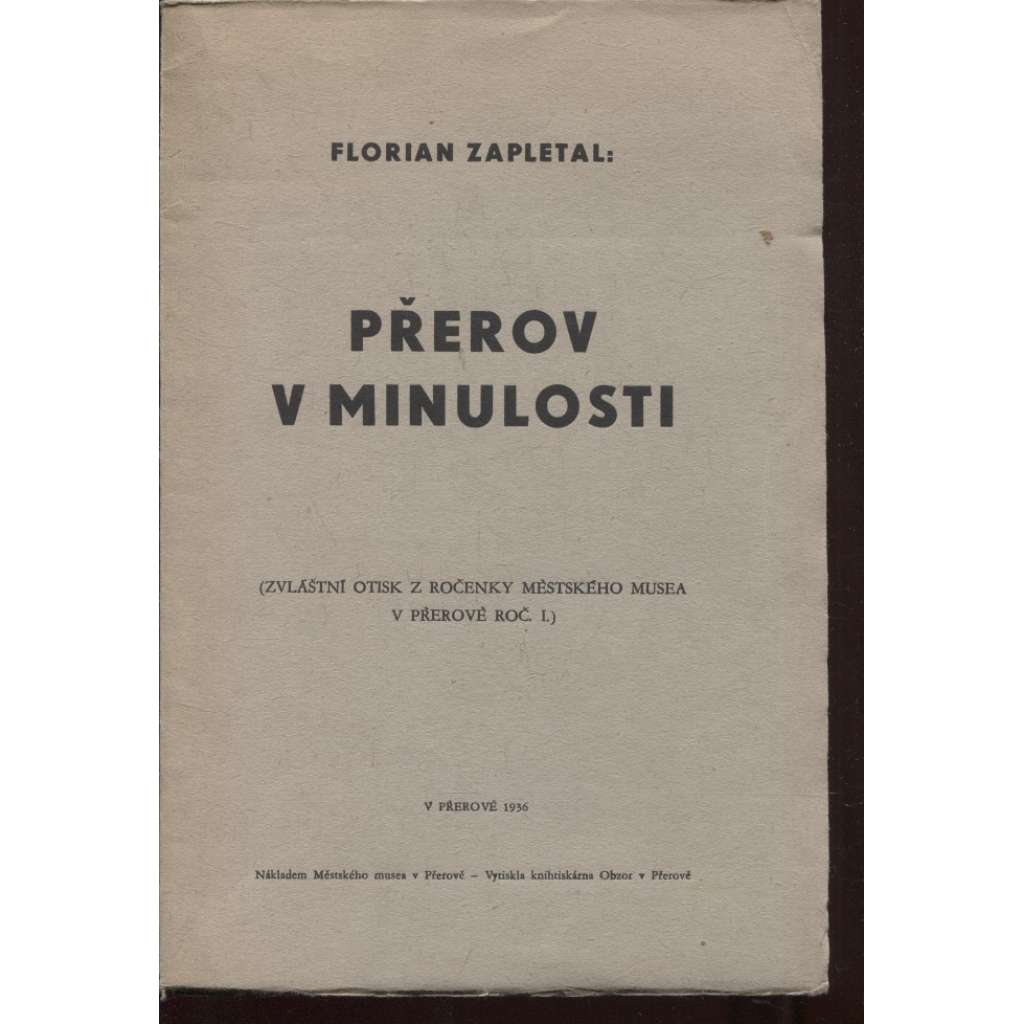 FLORIAN ZAPLETAL:
PŘEROV
V MINULOSTI
(ZVLÁŠTNÍ OTISK Z ROČENKY MĚSTSKÉHO MUSEA
V PŘEROVĚ ROČ. I.)
V PŘEROVĚ 1936
Nákladem Městského musea v Přerově – Vytiskla knihtiskárna Obzor v Přerově